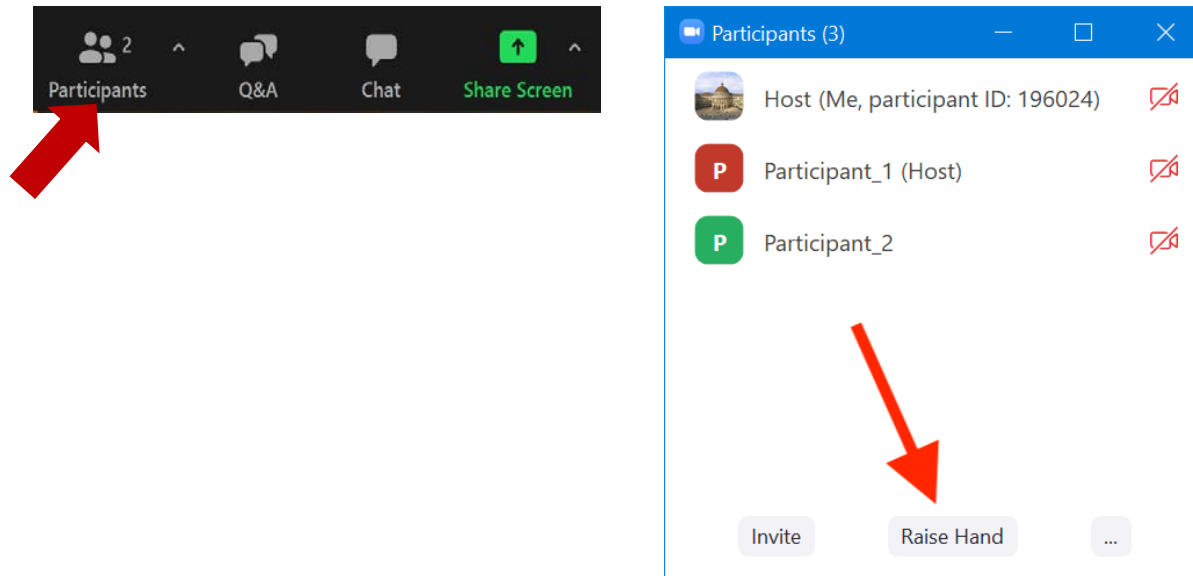 2
Participants
Q&A
Chat
Share Screen
Participants (3)
Host (Me, participant ID: 196024)
P
Participant_1 (Host)
P
Participant_2
Invite
Raise Hand
...